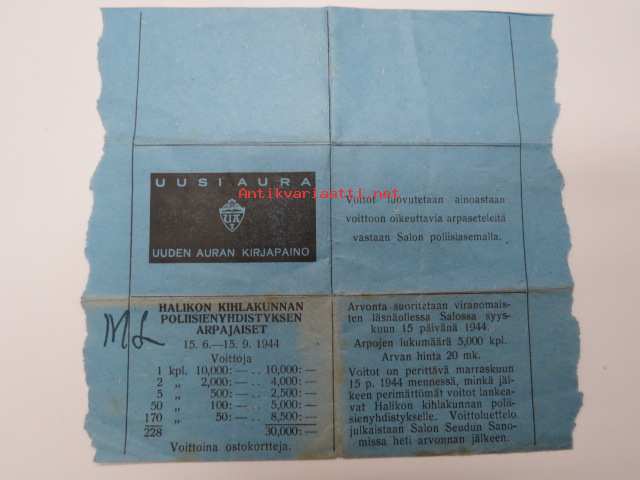 UUSI AURA
UA
UUDEN AURAN KIRJAPAINO
Antikvariaatti.net
Voitot luovutetaan ainoastaan
voittoon oikeuttavia arpaseteleitä
vastaan Salon poliisiasemalla.
ML
HALIKON KIHLAKUNNAN
POLIISIENYHDISTYKSEN
ARPAJAISET
15. 6.—15. 9. 1944
Voittoja
1 kpl. 10,000: — .. 10,000: —
2 „ 2,000: — .. 4,000: —
5 „ 500: — .. 2,500: —
50 „ 100: — .. 5,000: —
170 „ 50: — .. 8,500: —
228 30,000: —
Voittoina ostokortteja.
Arvonta suoritetaan viranomais-
ten läsnäollessa Salossa syys-
kuun 15 päivänä 1944.
Arpojen lukumäärä 5,000 kpl.
Arvan hinta 20 mk.
Voitot on perittävä marraskuun
15 p. 1944 mennessä, minkä jäl-
keen perimättömät voitot lankea-
vat Halikon kihlakunnan polii-
sienyhdistykselle. Voittoluettelo
julkaistaan Salon Seudun Sano-
missa heti arvonnan jälkeen.